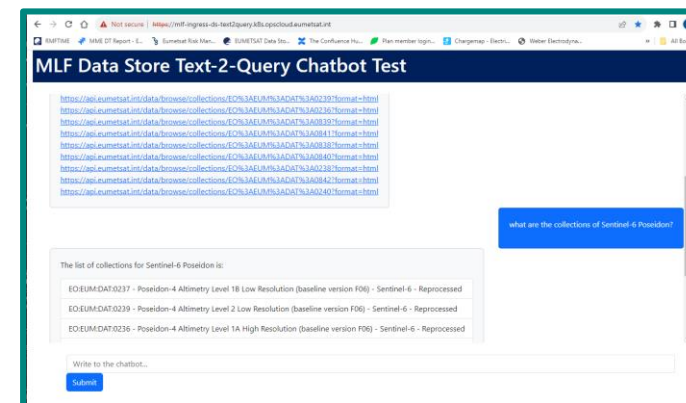 Not secure | https://mlf-ingress-ds-text2query.k8s.opscloud.eumetsat.int
RMFTIME MME DT Report - E... Eumetsat Risk Man... EUMETSAT Data Sto... The Confluence Hu... Plan member login... Chargemap - Electri... Weber Electrodyna... » All Bo
MLF Data Store Text-2-Query Chatbot Test
https://api.eumetsat.int/data/browse/collections/EO%3AEUM%3ADAT%3A0239?format=html
https://api.eumetsat.int/data/browse/collections/EO%3AEUM%3ADAT%3A0236?format=html
https://api.eumetsat.int/data/browse/collections/EO%3AEUM%3ADAT%3A0839?format=html
https://api.eumetsat.int/data/browse/collections/EO%3AEUM%3ADAT%3A0841?format=html
https://api.eumetsat.int/data/browse/collections/EO%3AEUM%3ADAT%3A0838?format=html
https://api.eumetsat.int/data/browse/collections/EO%3AEUM%3ADAT%3A0840?format=html
https://api.eumetsat.int/data/browse/collections/EO%3AEUM%3ADAT%3A0238?format=html
https://api.eumetsat.int/data/browse/collections/EO%3AEUM%3ADAT%3A0842?format=html
https://api.eumetsat.int/data/browse/collections/EO%3AEUM%3ADAT%3A0240?format=html
what are the collections of Sentinel-6 Poseidon?
The list of collections for Sentinel-6 Poseidon is:
EO:EUM:DAT:0237 - Poseidon-4 Altimetry Level 1B Low Resolution (baseline version F06) - Sentinel-6 - Reprocessed
EO:EUM:DAT:0239 - Poseidon-4 Altimetry Level 2 Low Resolution (baseline version F06) - Sentinel-6 - Reprocessed
EO:EUM:DAT:0236 - Poseidon-4 Altimetry Level 1A High Resolution (baseline version F06) - Sentinel-6 - Reprocessed
Write to the chatbot...
Submit